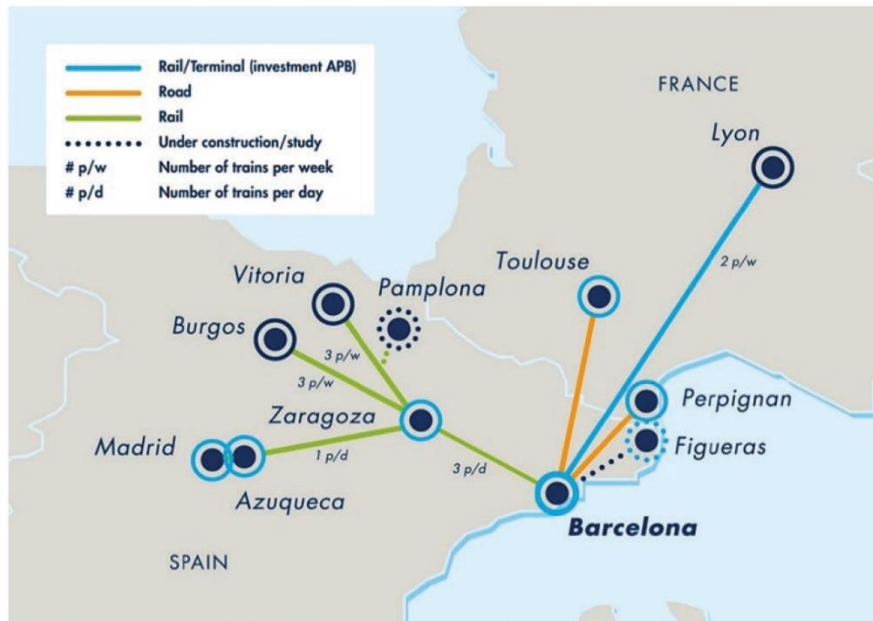 Rail/Terminal (investment APB)
Road
Rail
Under construction/study
# p/w Number of trains per week
# p/d Number of trains per day
FRANCE
Lyon
2 p/w
Toulouse
Vitoria
Pamplona
Burgos
3 p/w
3 p/w
Zaragoza
Perpignan
Figueras
Madrid
1 p/d
3 p/d
Azuqueca
Barcelona
SPAIN